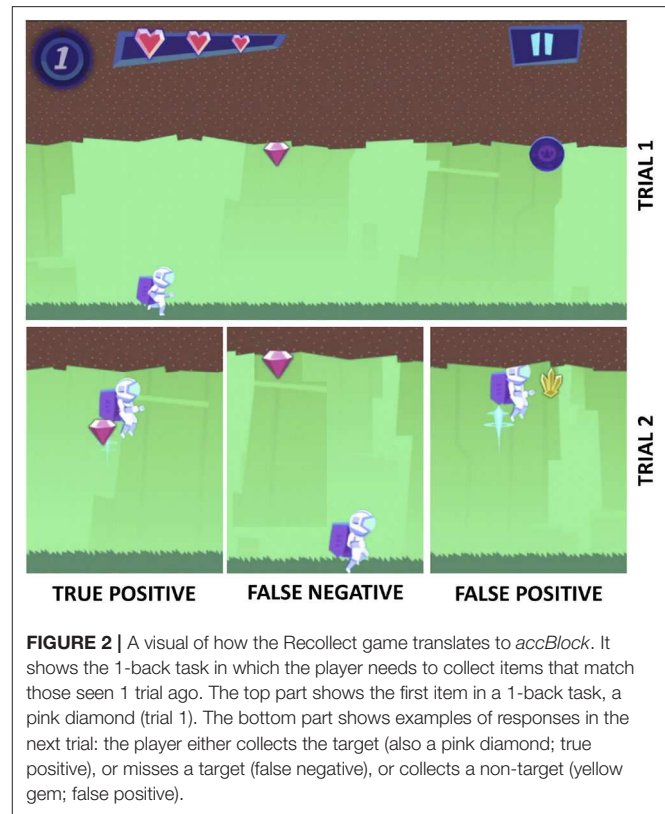 1
TRIAL 1
TRIAL 2
TRUE POSITIVE
FALSE NEGATIVE
FALSE POSITIVE
FIGURE 2 | A visual of how the Recollect game translates to accBlock. It
shows the 1-back task in which the player needs to collect items that match
those seen 1 trial ago. The top part shows the first item in a 1-back task, a
pink diamond (trial 1). The bottom part shows examples of responses in the
next trial: the player either collects the target (also a pink diamond; true
positive), or misses a target (false negative), or collects a non-target (yellow
gem; false positive).